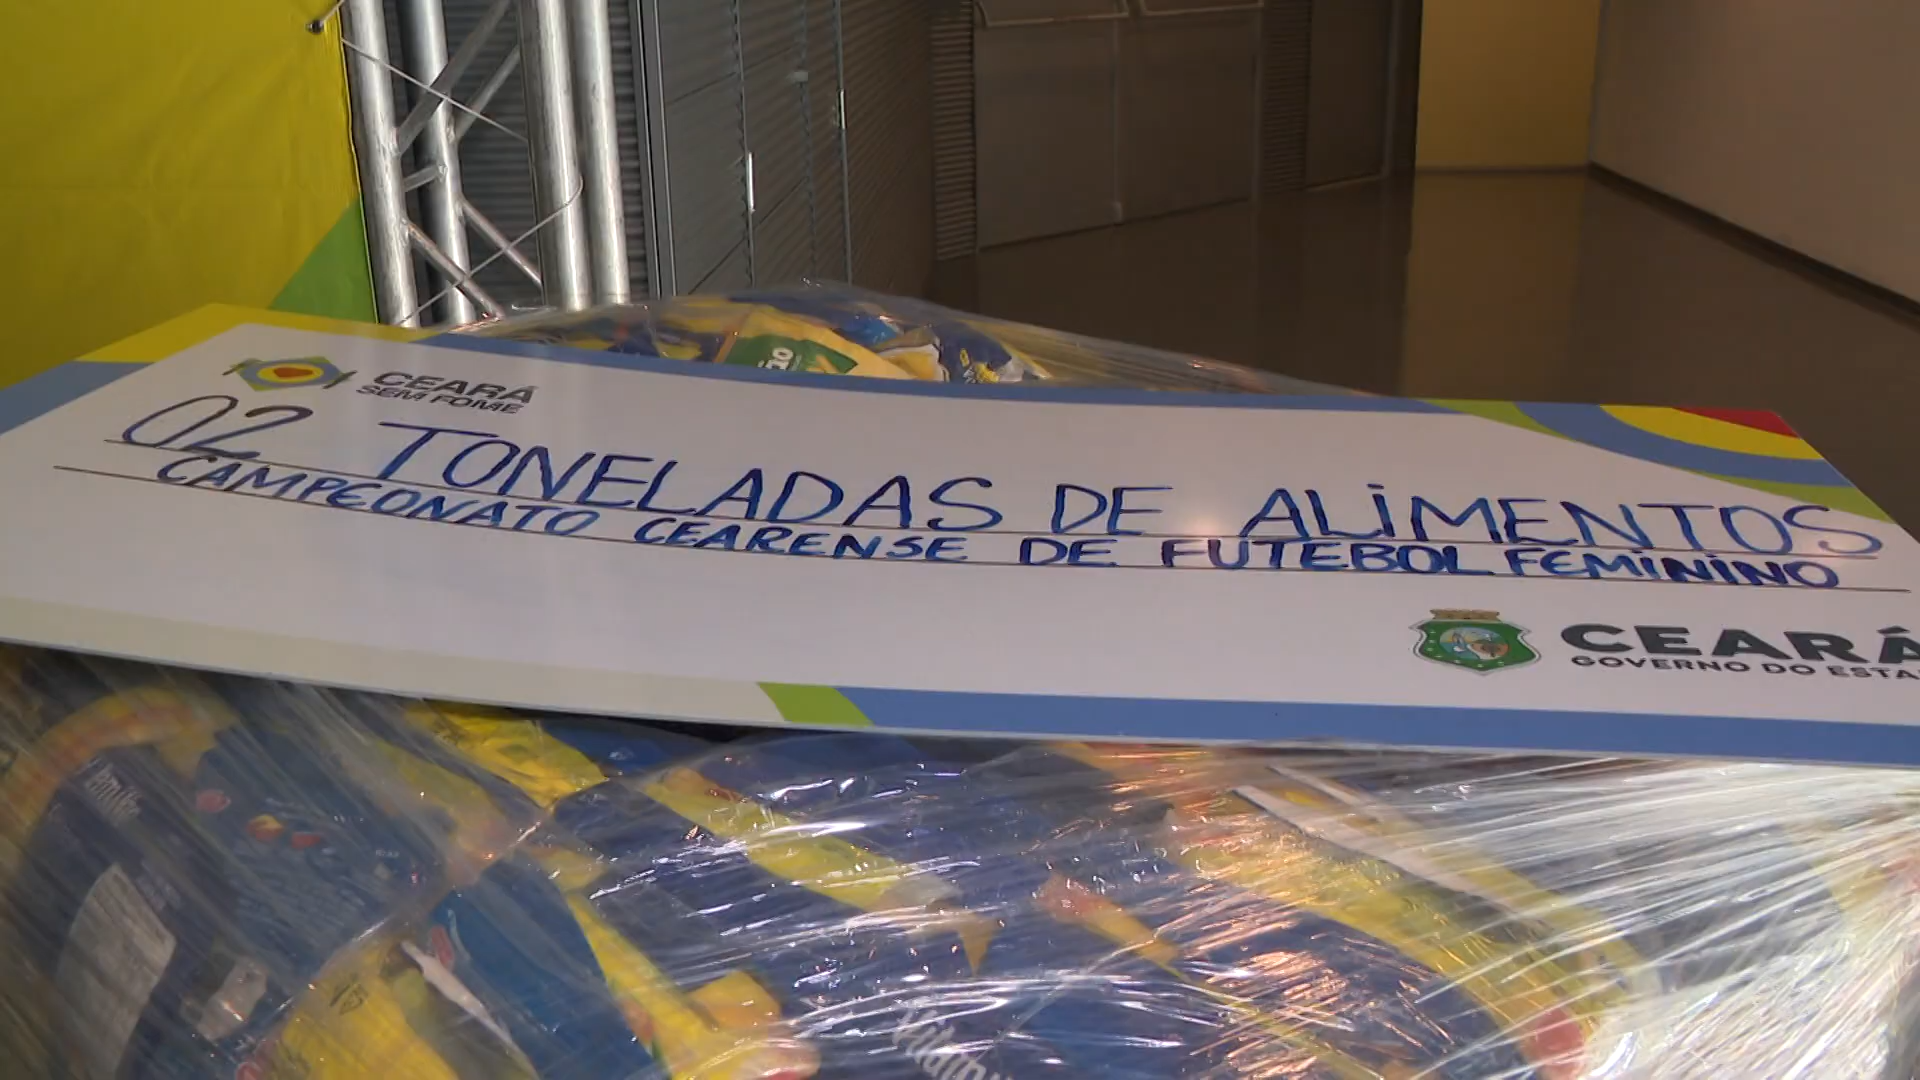 CEARÁ
SEM FOME
02 TONELADAS DE ALiMENTOS
CAMPEONATO CEARENSE DE FUTEBOL FEMiNiNO
CEARÁ
GOVERNO DO ESTA